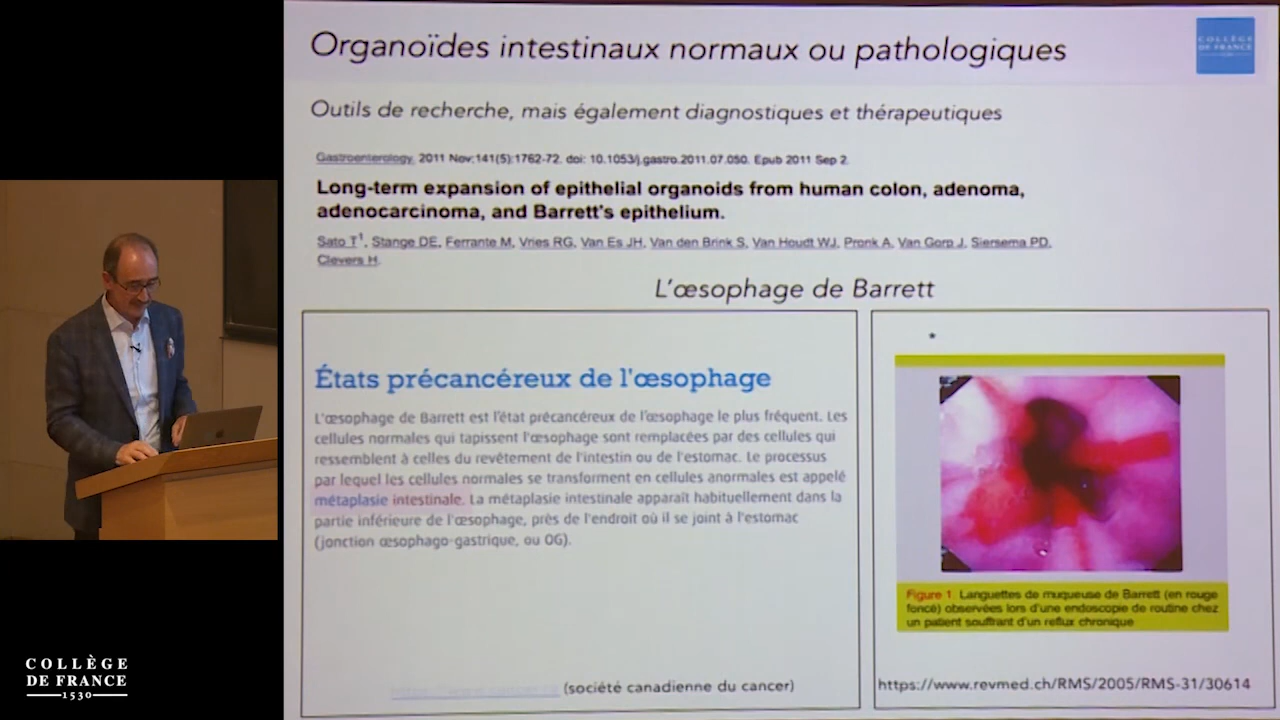 Organoïdes intestinaux normaux ou pathologiques
COLLÈGE
DE FRANCE
1530
Outils de recherche, mais également diagnostiques et thérapeutiques
Gastroenterology. 2011 Nov;141(5):1762-72. doi: 10.1053/j.gastro.2011.07.050. Epub 2011 Sep 2.
Long-term expansion of epithelial organoids from human colon, adenoma,
adenocarcinoma, and Barrett's epithelium.
Sato T1, Stange DE, Ferrante M, Vries RG, Van Es JH, Van den Brink S, Van Houdt WJ, Pronk A, Van Gorp J, Siersema PD,
Clevers H.
L'œsophage de Barrett
États précancéreux de l'œsophage
L'œsophage de Barrett est l'état précancéreux de l'œsophage le plus fréquent. Les
cellules normales qui tapissent l'œsophage sont remplacées par des cellules qui
ressemblent à celles du revêtement de l'intestin ou de l'estomac. Le processus
par lequel les cellules normales se transforment en cellules anormales est appelé
métaplasie intestinale. La métaplasie intestinale apparaît habituellement dans la
partie inférieure de l'œsophage, près de l'endroit où il se joint à l'estomac
(jonction œsophago-gastrique, ou OG).
(société canadienne du cancer)
*
Figure 1. Languettes de muqueuse de Barrett (en rouge
foncé) observées lors d'une endoscopie de routine chez
un patient souffrant d'un reflux chronique
https://www.revmed.ch/RMS/2005/RMS-31/30614
COLLÈGE
DE FRANCE
1530